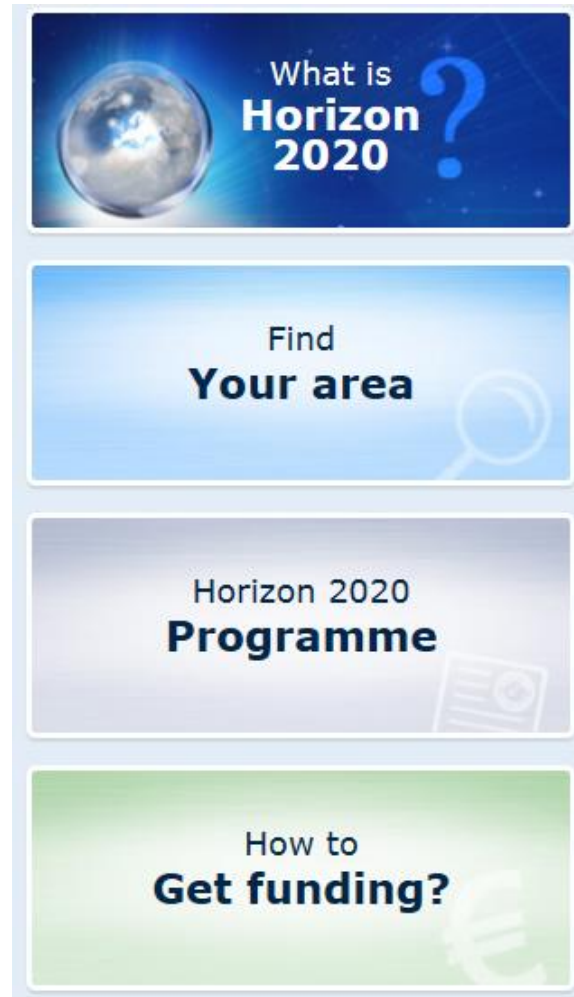 What is
Horizon
2020
?
Find
Your area
Horizon 2020
Programme
How to
Get funding?
€